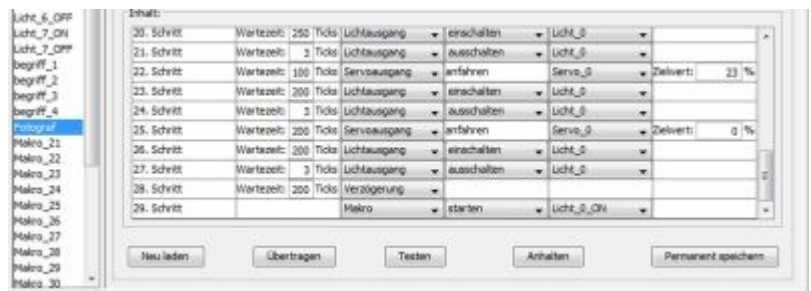 Licht_6_OFF
Licht_7_ON
Licht_7_OFF
begriff_1
begriff_2
begriff_3
begriff_4
Fotograf
Makro_21
Makro_22
Makro_23
Makro_24
Makro_25
Makro_26
Makro_27
Makro_28
Makro_29
Makro_30
Inhalt:
20. Schritt Wartezeit: 250 Ticks Lichtausgang einschalten Licht_0
21. Schritt Wartezeit: 3 Ticks Lichtausgang ausschalten Licht_0
22. Schritt Wartezeit: 100 Ticks Servoausgang anfahren Servo_0 Zielwert: 23 %
23. Schritt Wartezeit: 200 Ticks Lichtausgang einschalten Licht_0
24. Schritt Wartezeit: 3 Ticks Lichtausgang ausschalten Licht_0
25. Schritt Wartezeit: 200 Ticks Servoausgang anfahren Servo_0 Zielwert: 0 %
26. Schritt Wartezeit: 200 Ticks Lichtausgang einschalten Licht_0
27. Schritt Wartezeit: 3 Ticks Lichtausgang ausschalten Licht_0
28. Schritt Wartezeit: 200 Ticks Verzögerung
29. Schritt Makro starten Licht_0_ON
Neu laden Übertragen Testen Anhalten Permanent speichern